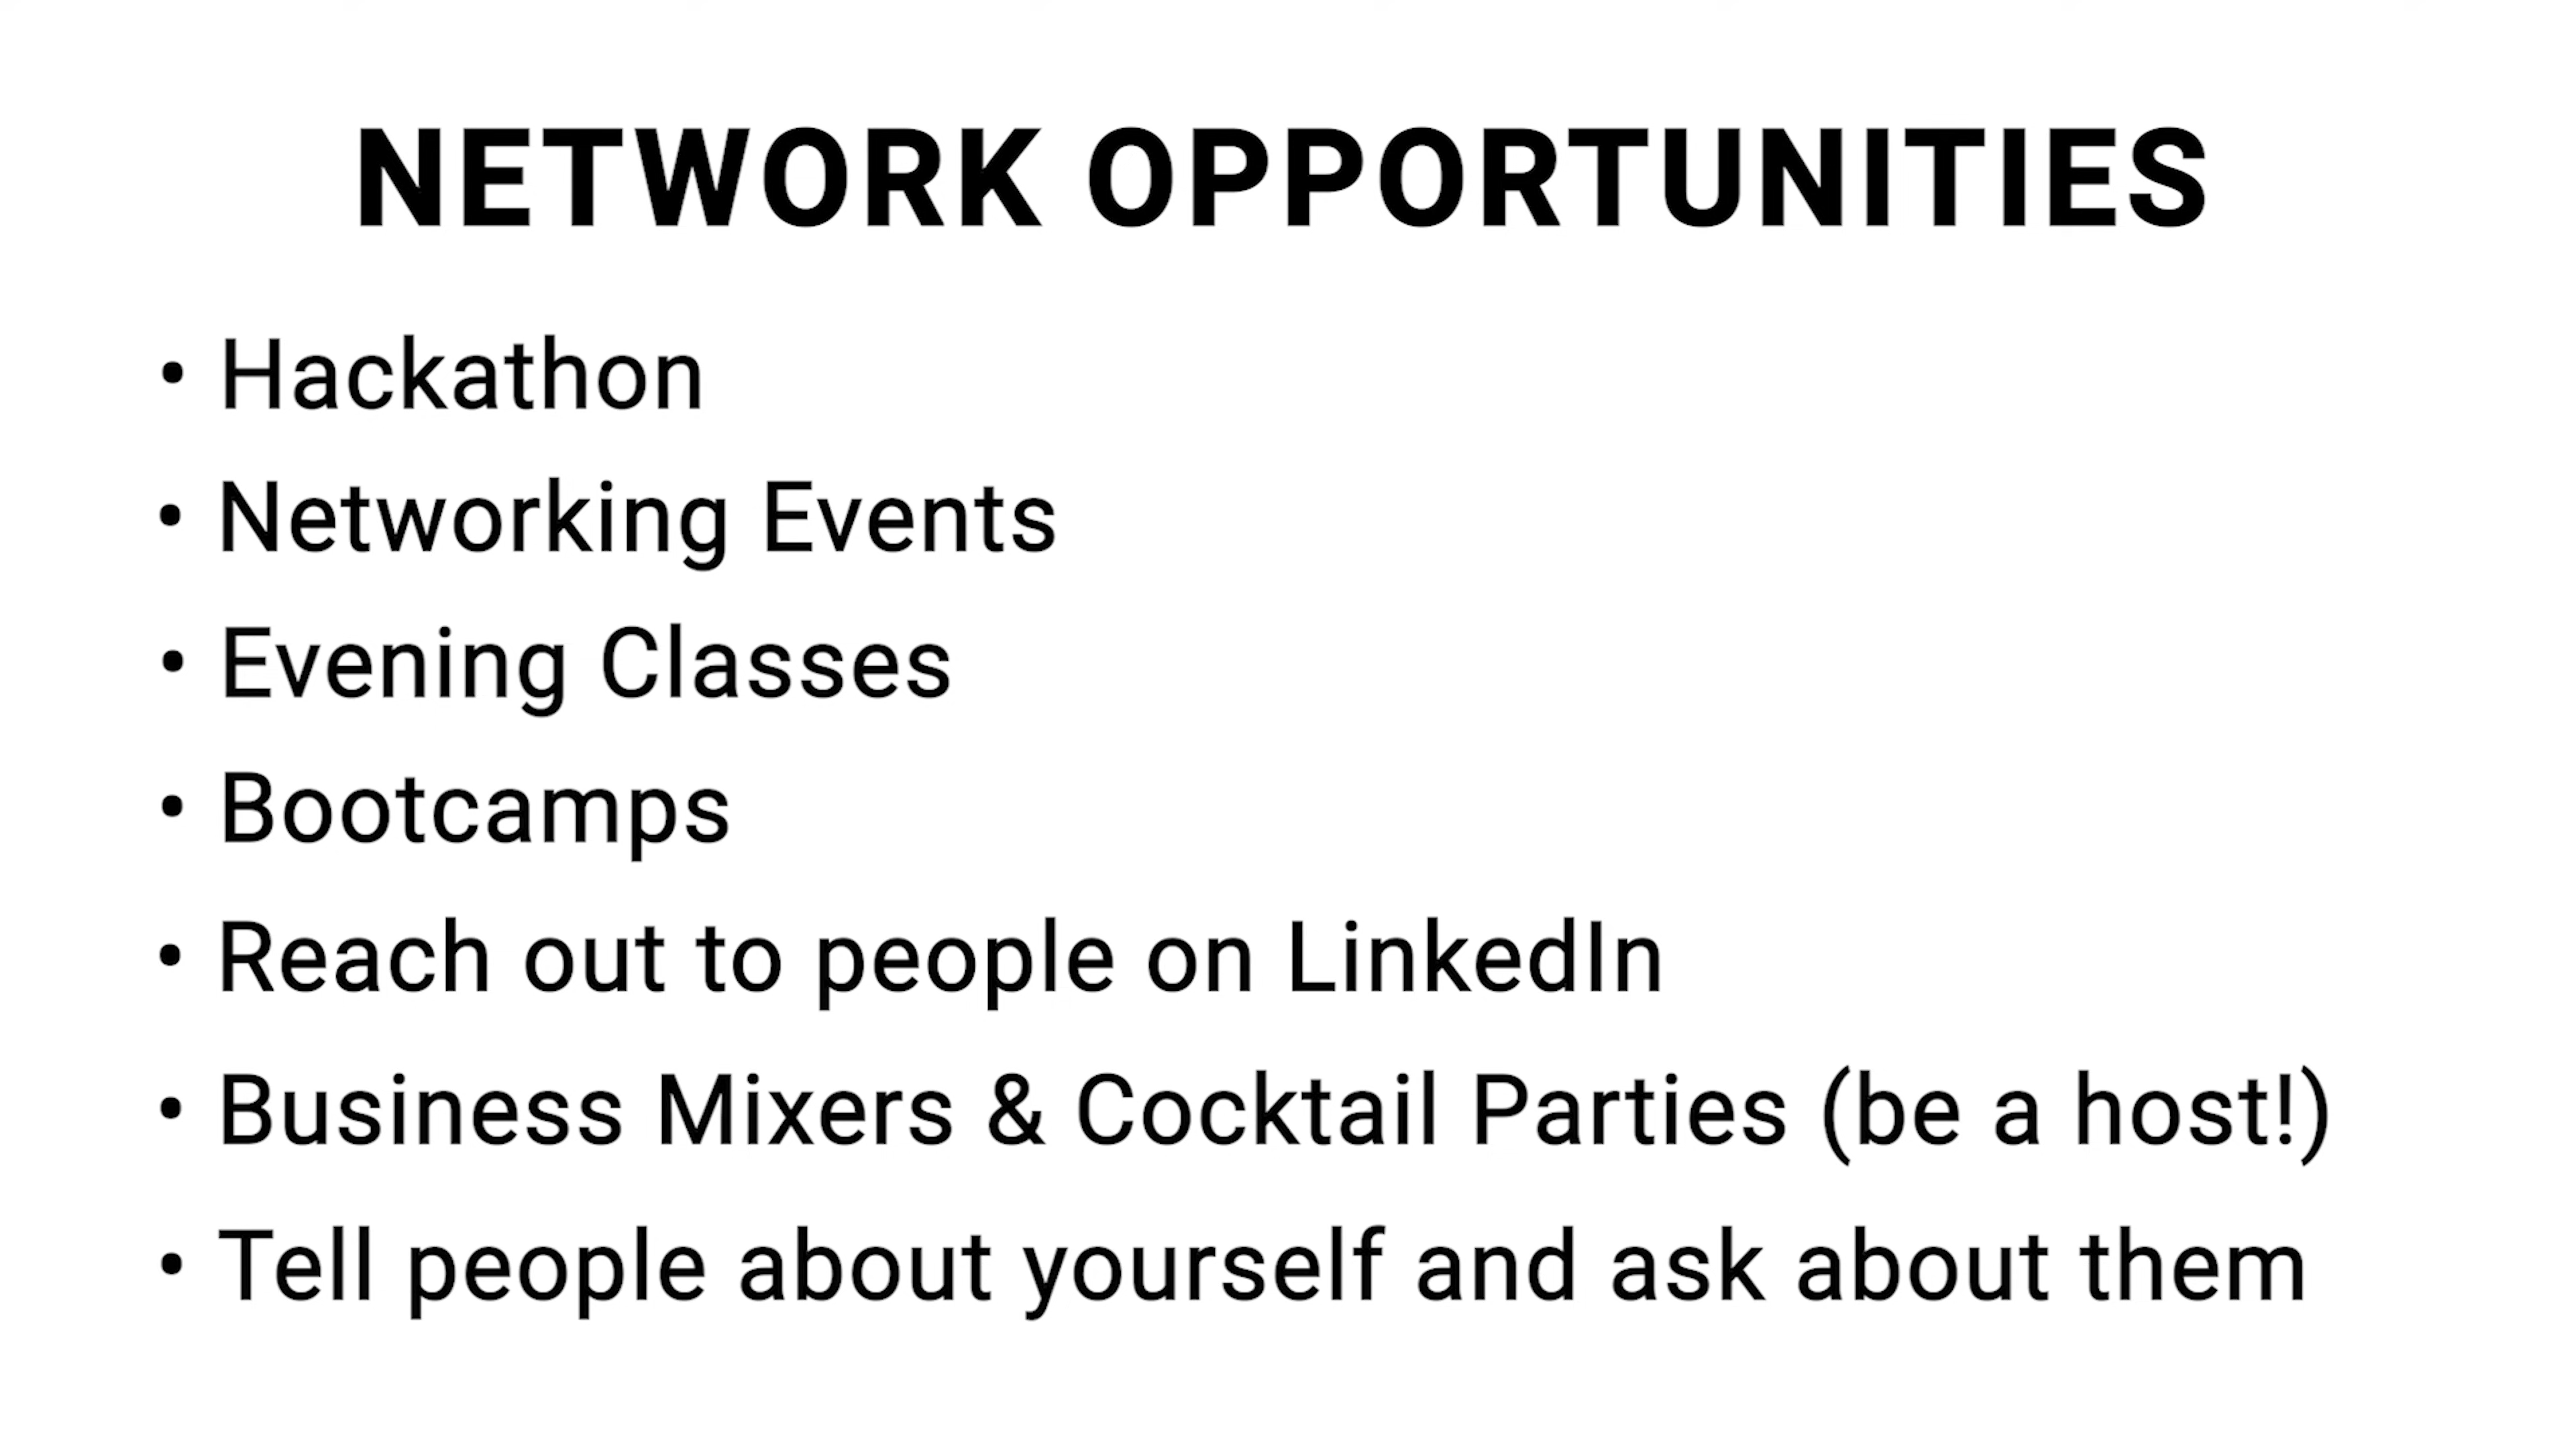 NETWORK OPPORTUNITIES
• Hackathon
• Networking Events
• Evening Classes
• Bootcamps
• Reach out to people on LinkedIn
• Business Mixers & Cocktail Parties (be a host!)
• Tell people about yourself and ask about them